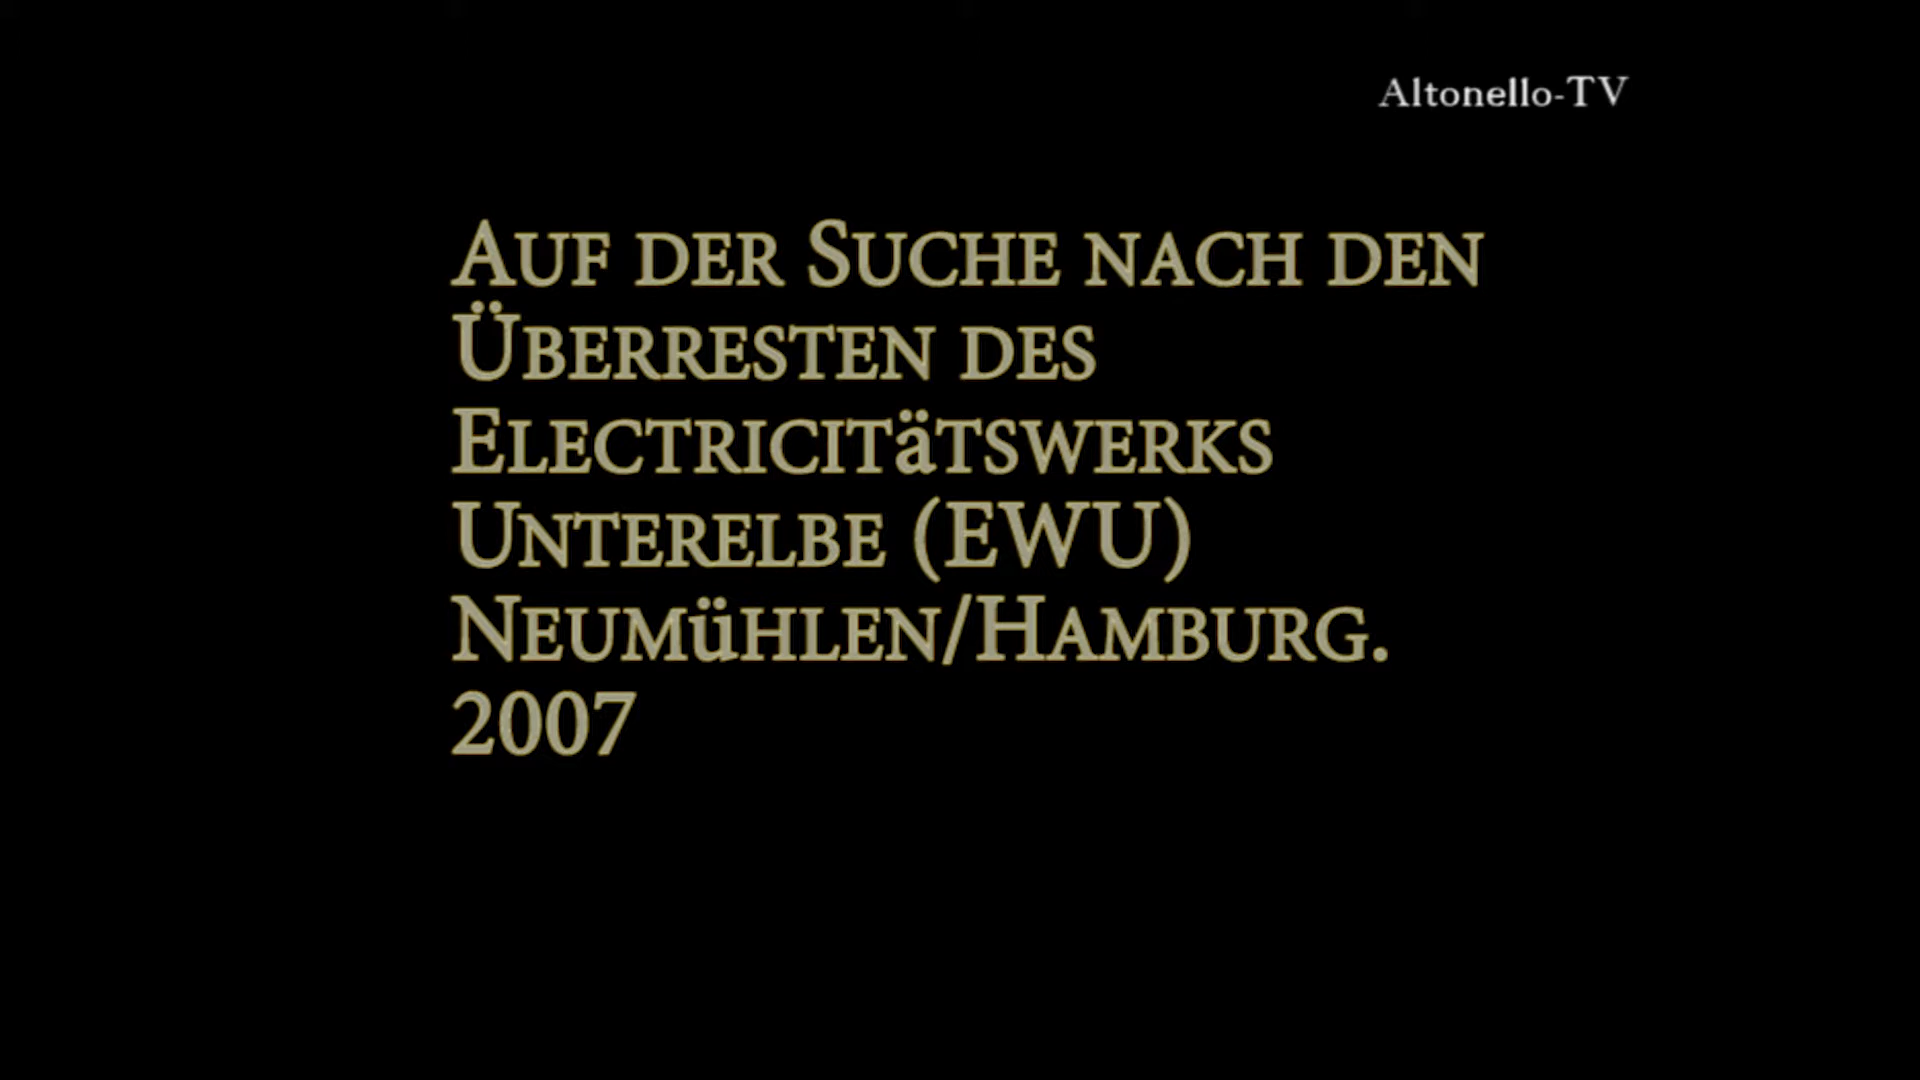 Altonello-TV
Auf der Suche nach den
Überresten des
Electricitätswerks
Unterelbe (EWU)
Neumühlen/Hamburg.
2007